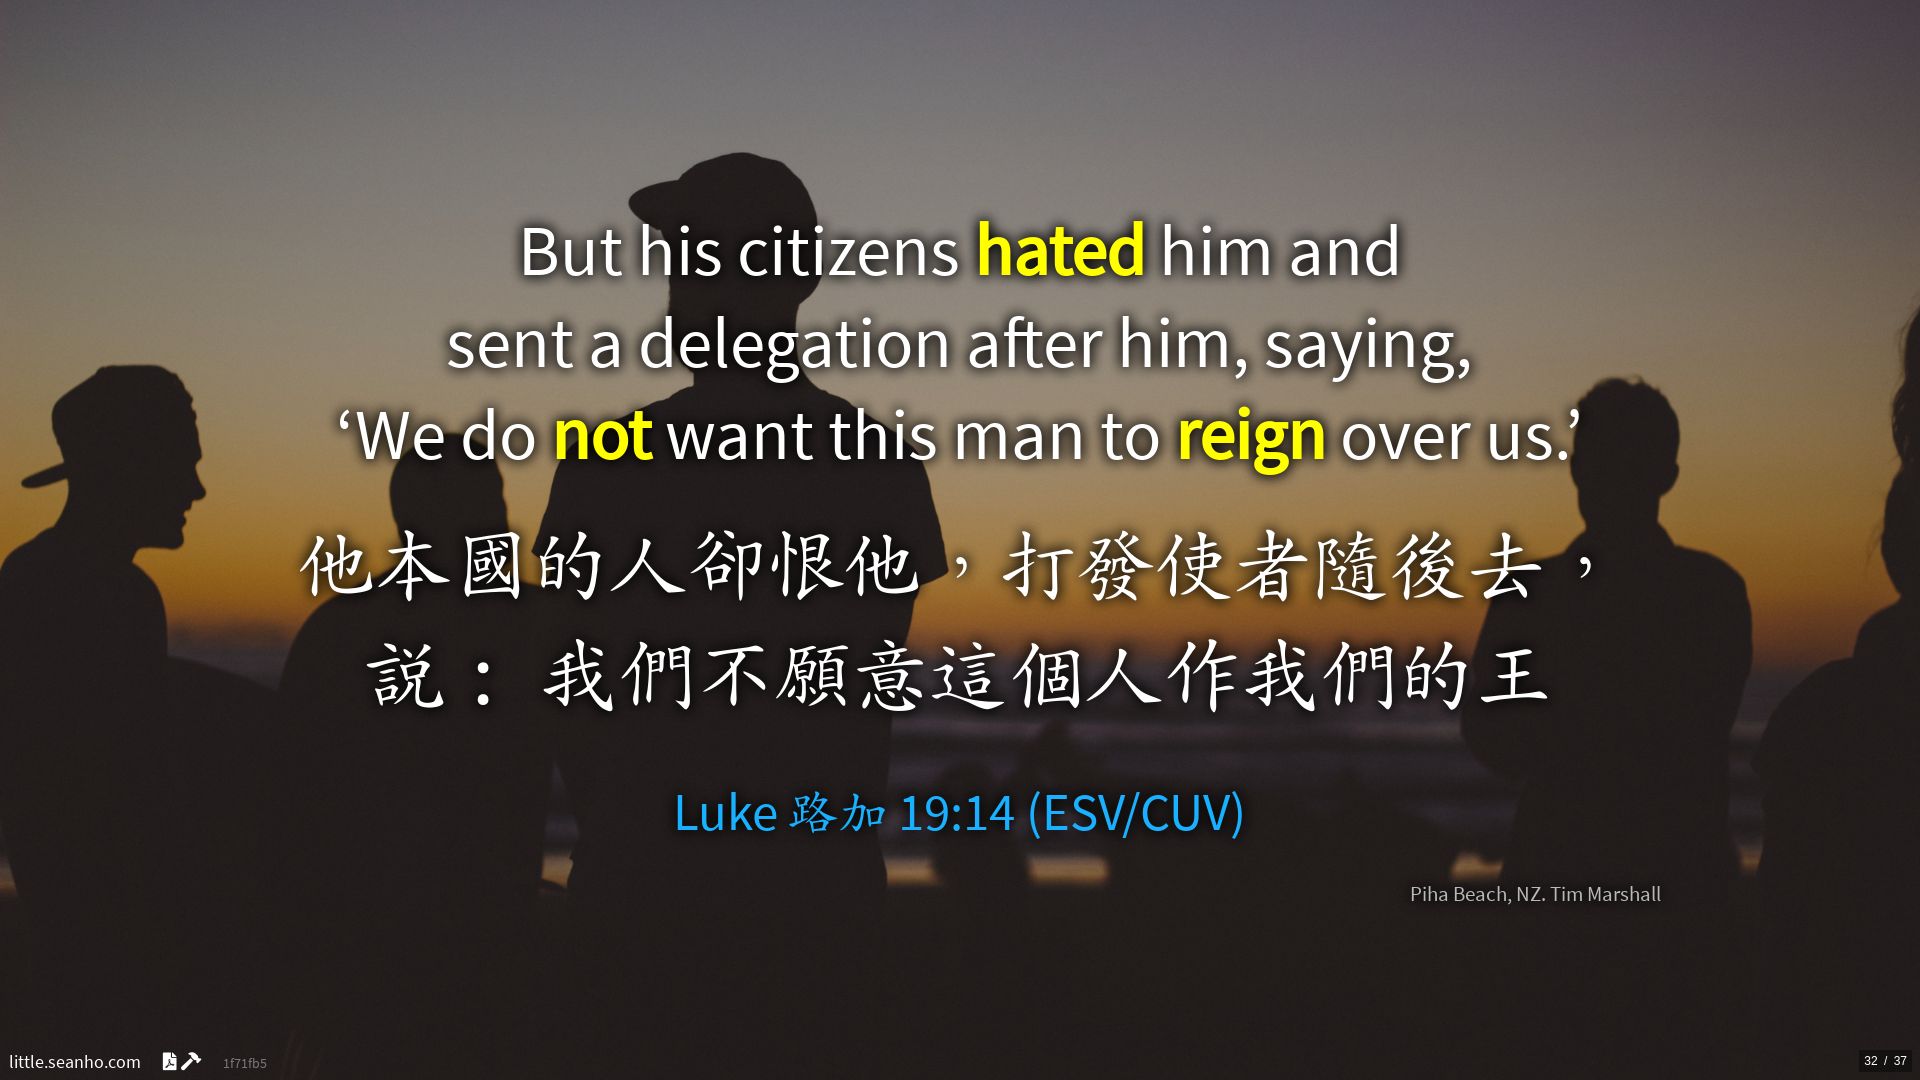 But his citizens hated him and
sent a delegation after him, saying,
‘We do not want this man to reign over us.’
他本國的人卻恨他，打發使者隨後去，
説： 我們不願意這個人作我們的王
Luke 路加 19:14 (ESV/CUV)
Piha Beach, NZ. Tim Marshall
little.seanho.com 1f71fb5
32 / 37